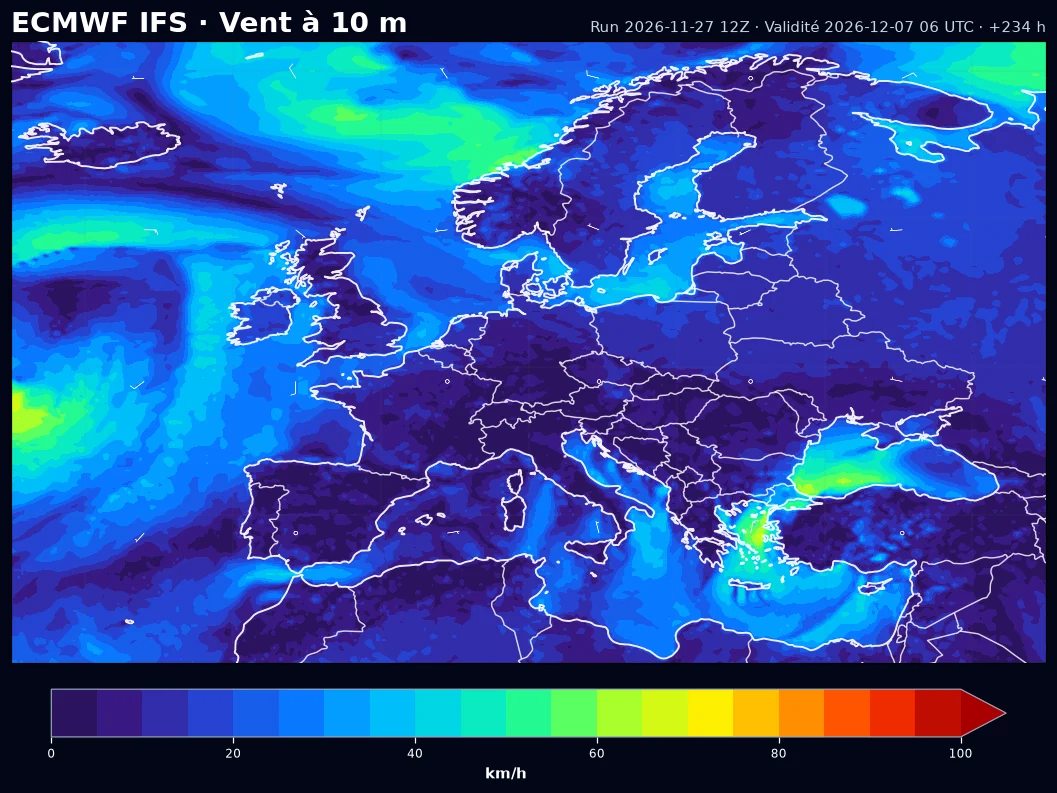 ECMWF IFS · Vent à 10 m
Run 2026-11-27 12Z · Validité 2026-12-07 06 UTC · +234 h
0 20 40 60 80 100
km/h